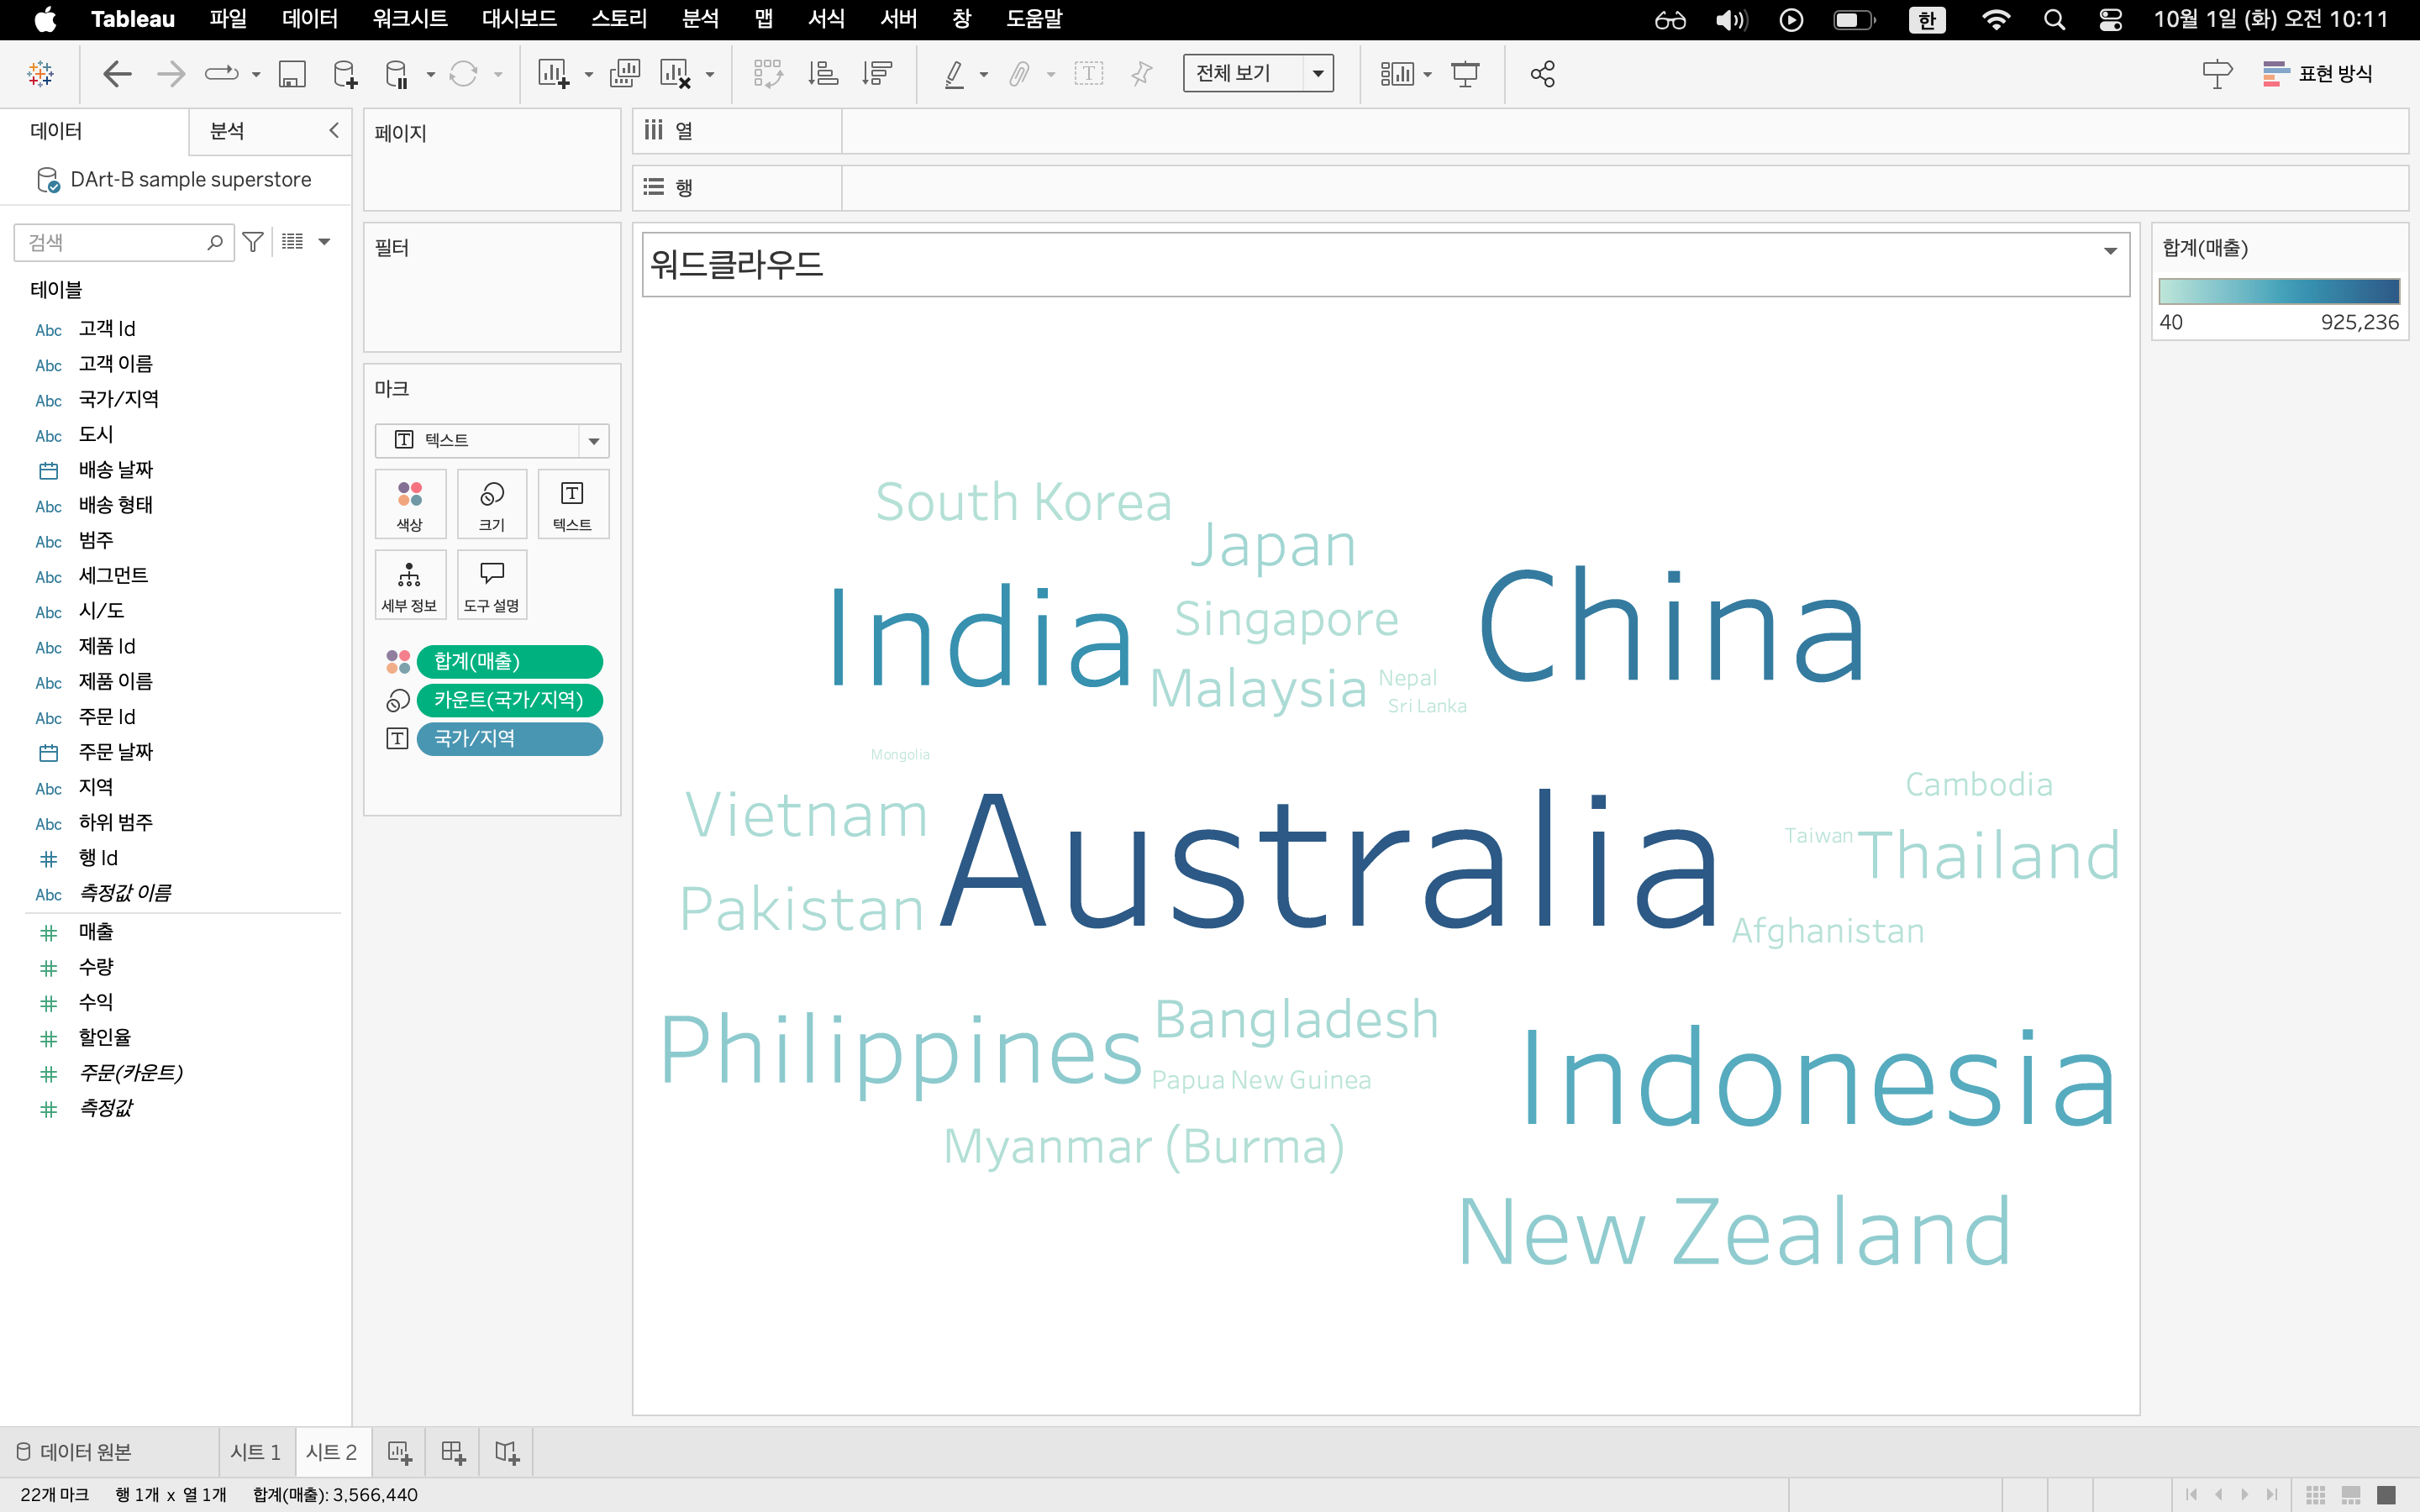 Tableau 파일 데이터 워크시트 대시보드 스토리 분석 맵 서식 서버 창 도움말 한 10월 1일 (화) 오전 10:11
전체 보기 표현 방식
데이터 분석
DArt-B sample superstore
검색
테이블
Abc 고객 Id
Abc 고객 이름
Abc 국가/지역
Abc 도시
배송 날짜
Abc 배송 형태
Abc 범주
Abc 세그먼트
Abc 시/도
Abc 제품 Id
Abc 제품 이름
Abc 주문 Id
주문 날짜
Abc 지역
Abc 하위 범주
# 행 Id
Abc 측정값 이름
# 매출
# 수량
# 수익
# 할인율
# 주문(카운트)
# 측정값
페이지
필터
마크
T 텍스트
색상 크기 T 텍스트
세부 정보 도구 설명
합계(매출)
카운트(국가/지역)
T 국가/지역
열
행
워드클라우드
South Korea
Japan
India
Singapore
China
Malaysia
Nepal
Sri Lanka
Mongolia
Vietnam
Australia
Cambodia
Taiwan
Thailand
Pakistan
Afghanistan
Philippines
Bangladesh
Papua New Guinea
Indonesia
Myanmar (Burma)
New Zealand
합계(매출)
40 925,236
데이터 원본 시트 1 시트 2
22개 마크 행 1개 x 열 1개 합계(매출): 3,566,440